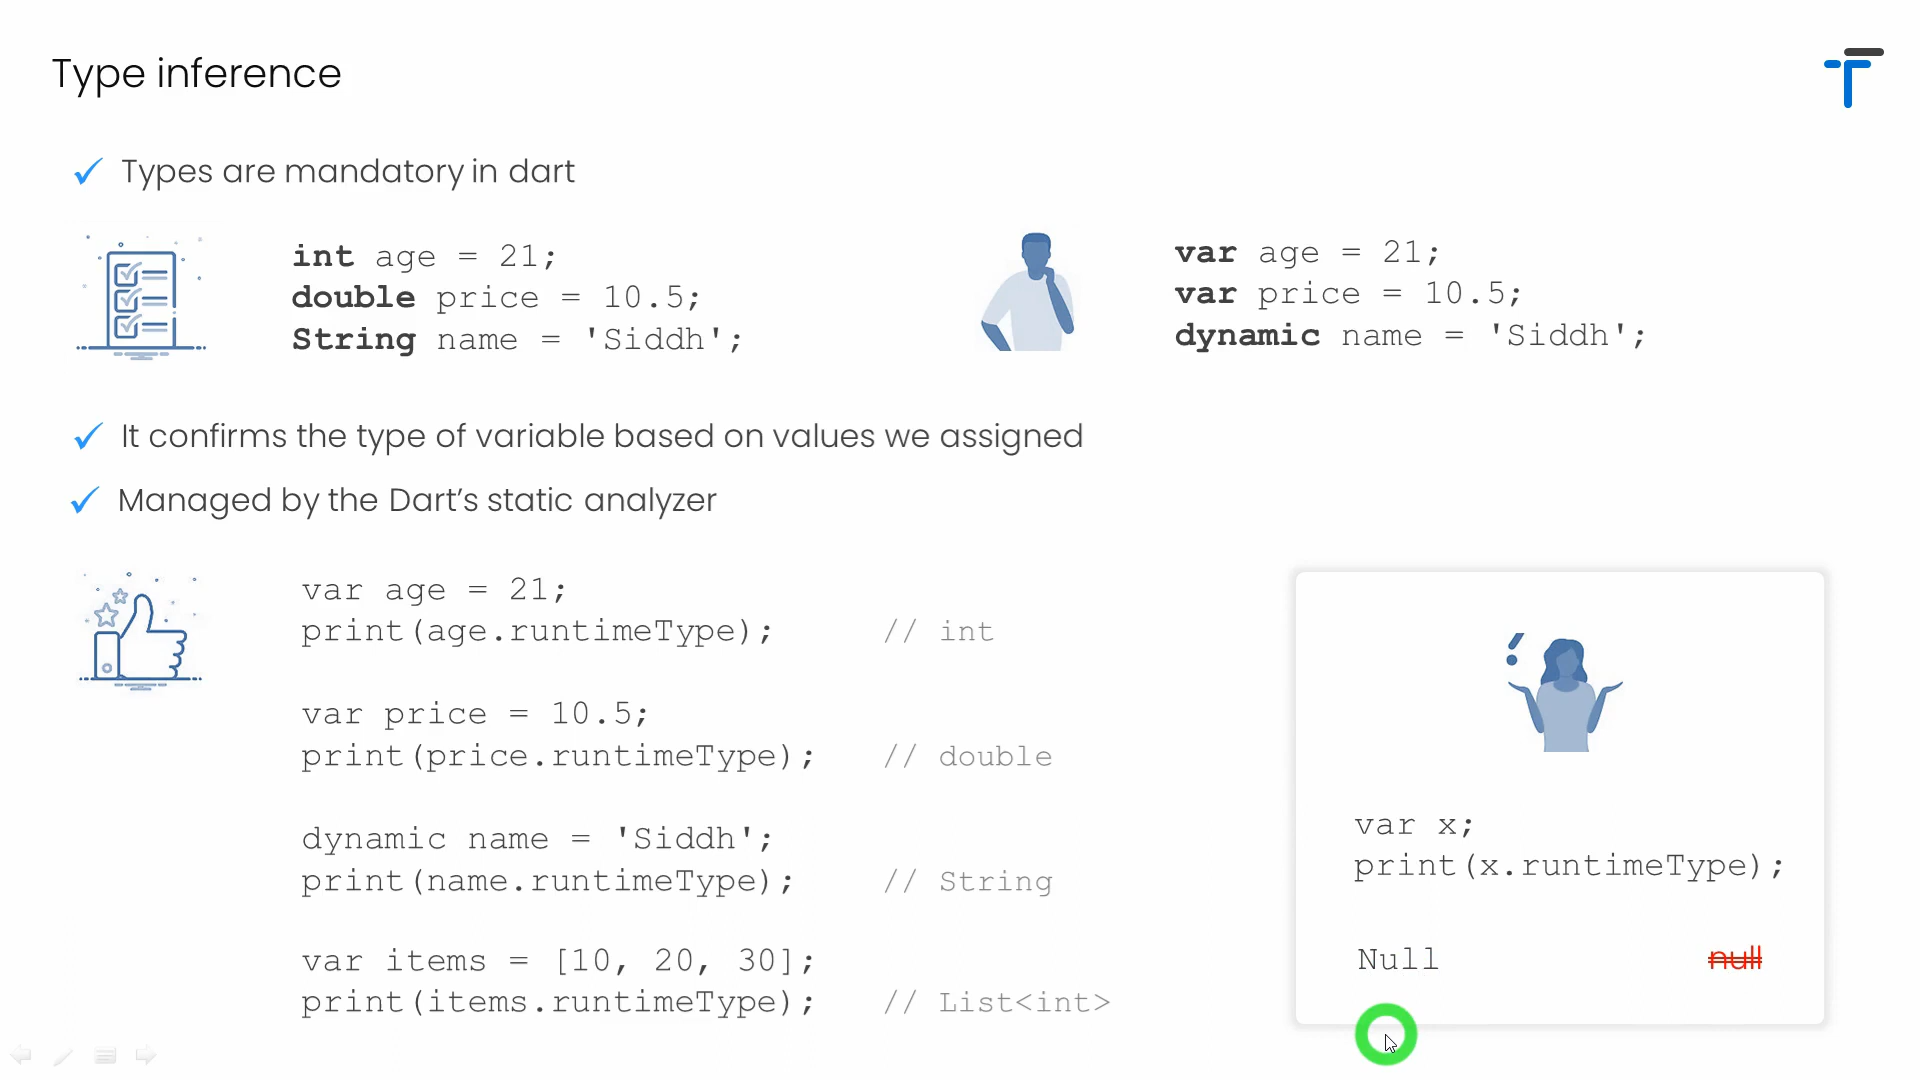 Type inference
Types are mandatory in dart
int age = 21;
double price = 10.5;
String name = 'Siddh';
var age = 21;
var price = 10.5;
dynamic name = 'Siddh';
It confirms the type of variable based on values we assigned
Managed by the Dart’s static analyzer
var age = 21;
print(age.runtimeType); // int
var price = 10.5;
print(price.runtimeType); // double
dynamic name = 'Siddh';
print(name.runtimeType); // String
var items = [10, 20, 30];
print(items.runtimeType); // List<int>
var x;
print(x.runtimeType);
Null null